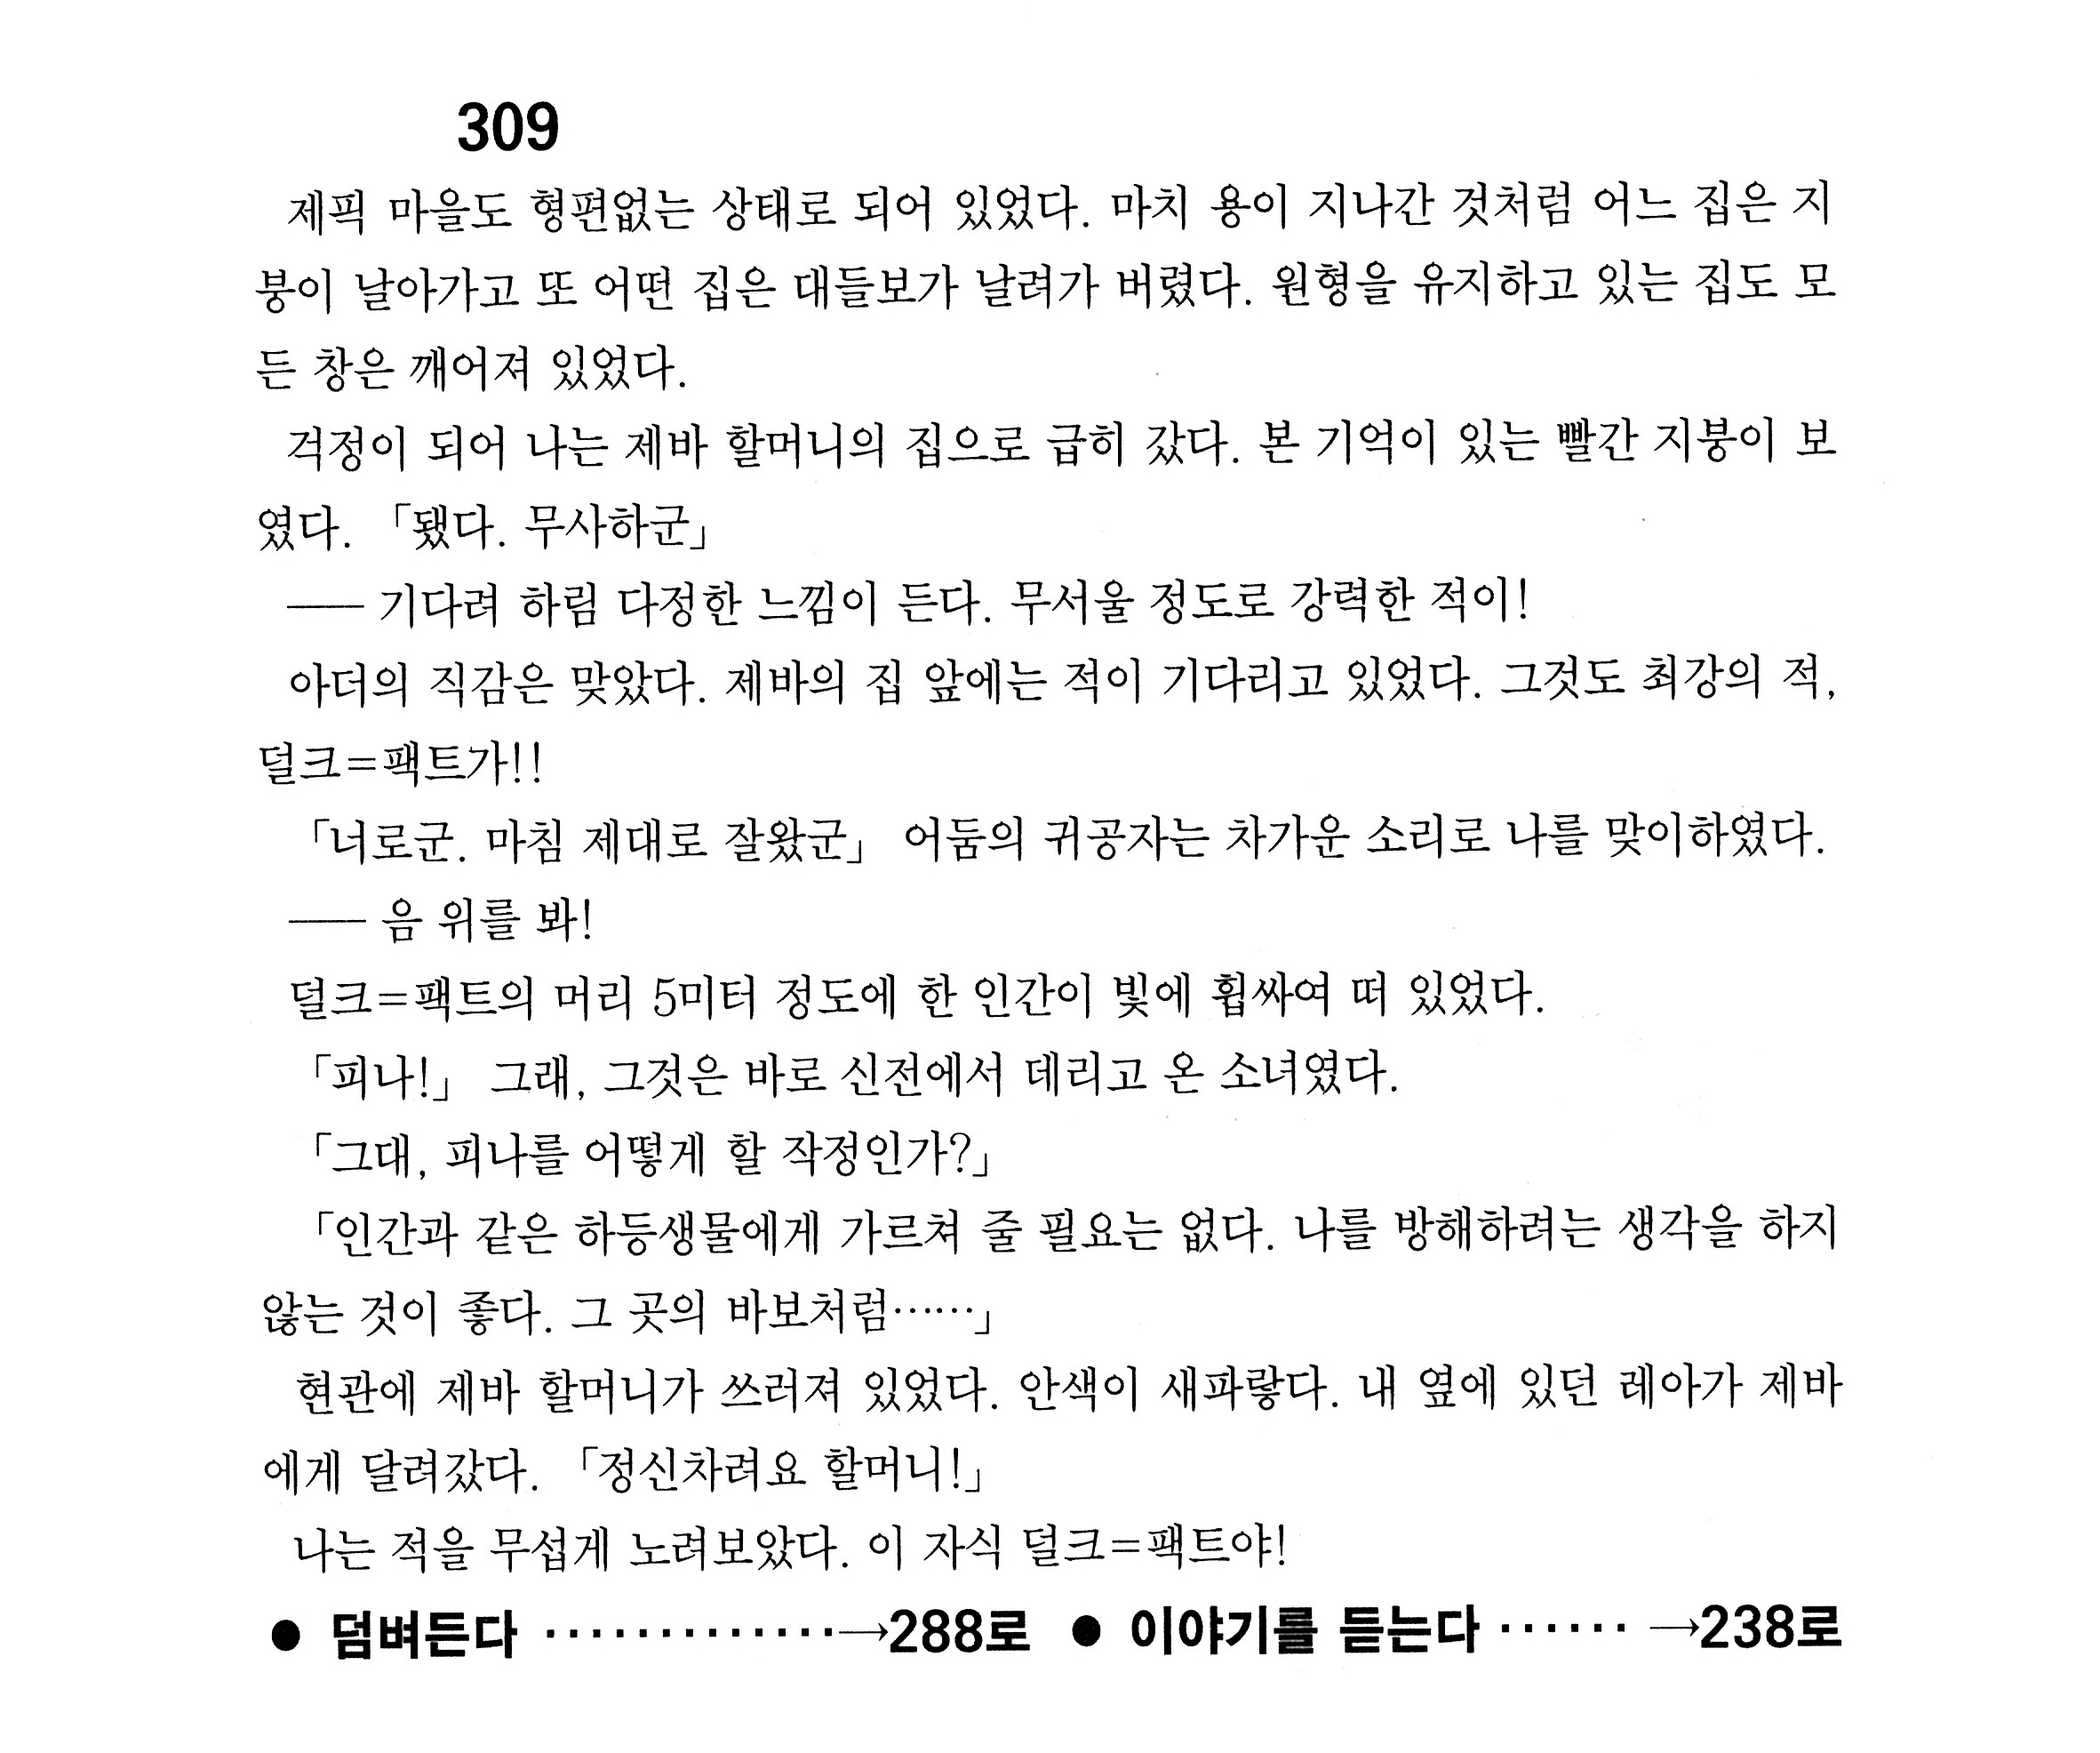 309
제픽 마을도 형편없는 상태로 되어 있었다. 마치 용이 지나간 것처럼 어느 집은 지
붕이 날아가고 또 어떤 집은 대들보가 날려가 버렸다. 원형을 유지하고 있는 집도 모
든 창은 깨어져 있었다.
걱정이 되어 나는 제바 할머니의 집으로 급히 갔다. 본 기억이 있는 빨간 지붕이 보
였다. 「됐다. 무사하군」
── 기다려 하림 다정한 느낌이 든다. 무서울 정도로 강력한 적이!
아더의 직감은 맞았다. 제바의 집 앞에는 적이 기다리고 있었다. 그것도 최강의 적,
덜크=팩트가!!
「너로군. 마침 제대로 잘왔군」 어둠의 귀공자는 차가운 소리로 나를 맞이하였다.
── 음 위를 봐!
덜크=팩트의 머리 5미터 정도에 한 인간이 빛에 휩싸여 떠 있었다.
「피나!」 그래, 그것은 바로 신전에서 데리고 온 소녀였다.
「그대, 피나를 어떻게 할 작정인가?」
「인간과 같은 하등생물에게 가르쳐 줄 필요는 없다. 나를 방해하려는 생각을 하지
않는 것이 좋다. 그 곳의 바보처럼……」
현관에 제바 할머니가 쓰러져 있었다. 안색이 새파랗다. 내 옆에 있던 레아가 제바
에게 달려갔다. 「정신차려요 할머니!」
나는 적을 무섭게 노려보았다. 이 자식 덜크=팩트야!
● 덤벼든다 ·············→288로 ● 이야기를 듣는다 ······ →238로